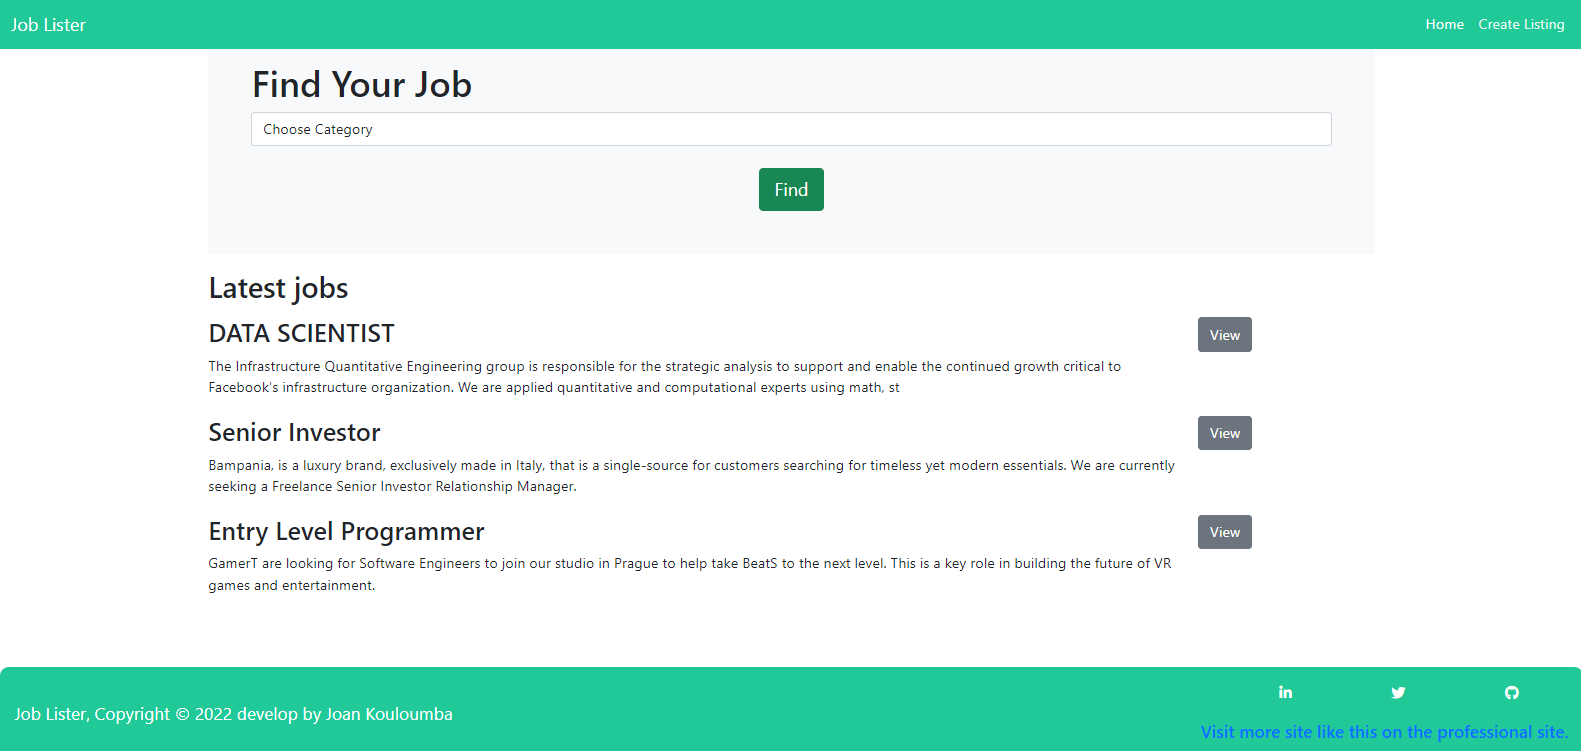 Job Lister
Home
Create Listing
Find Your Job
Choose Category
Find
Latest jobs
DATA SCIENTIST
View
The Infrastructure Quantitative Engineering group is responsible for the strategic analysis to support and enable the continued growth critical to
Facebook’s infrastructure organization. We are applied quantitative and computational experts using math, st
Senior Investor
View
Bampania, is a luxury brand, exclusively made in Italy, that is a single-source for customers searching for timeless yet modern essentials. We are currently
seeking a Freelance Senior Investor Relationship Manager.
Entry Level Programmer
View
GamerT are looking for Software Engineers to join our studio in Prague to help take BeatS to the next level. This is a key role in building the future of VR
games and entertainment.
Job Lister, Copyright © 2022 develop by Joan Kouloumba
in
Visit more site like this on the professional site.